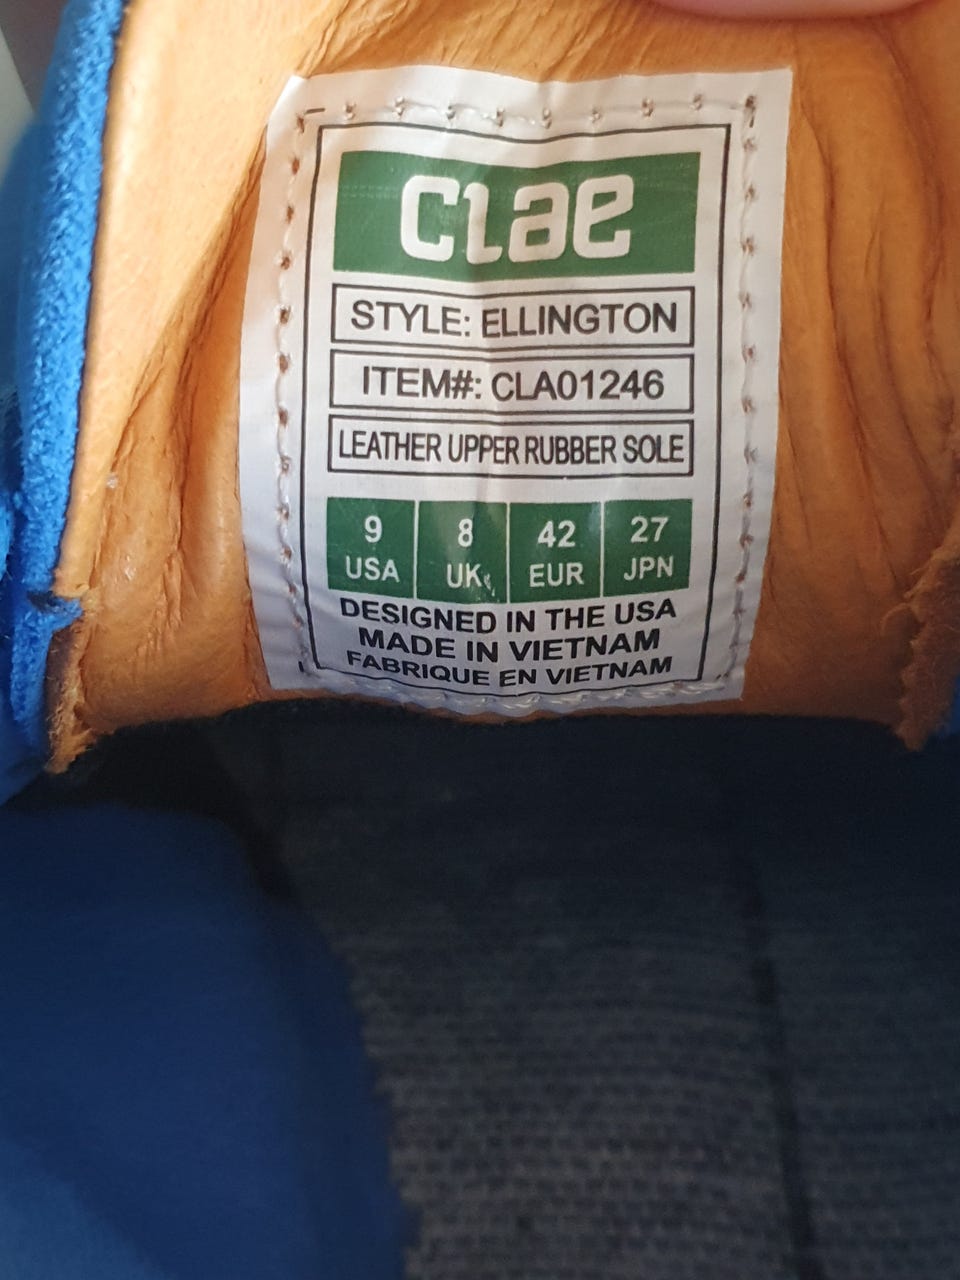 Clae
STYLE: ELLINGTON
ITEM#: CLA01246
LEATHER UPPER RUBBER SOLE
9 8 42 27
USA UK EUR JPN
DESIGNED IN THE USA
MADE IN VIETNAM
FABRIQUE EN VIETNAM